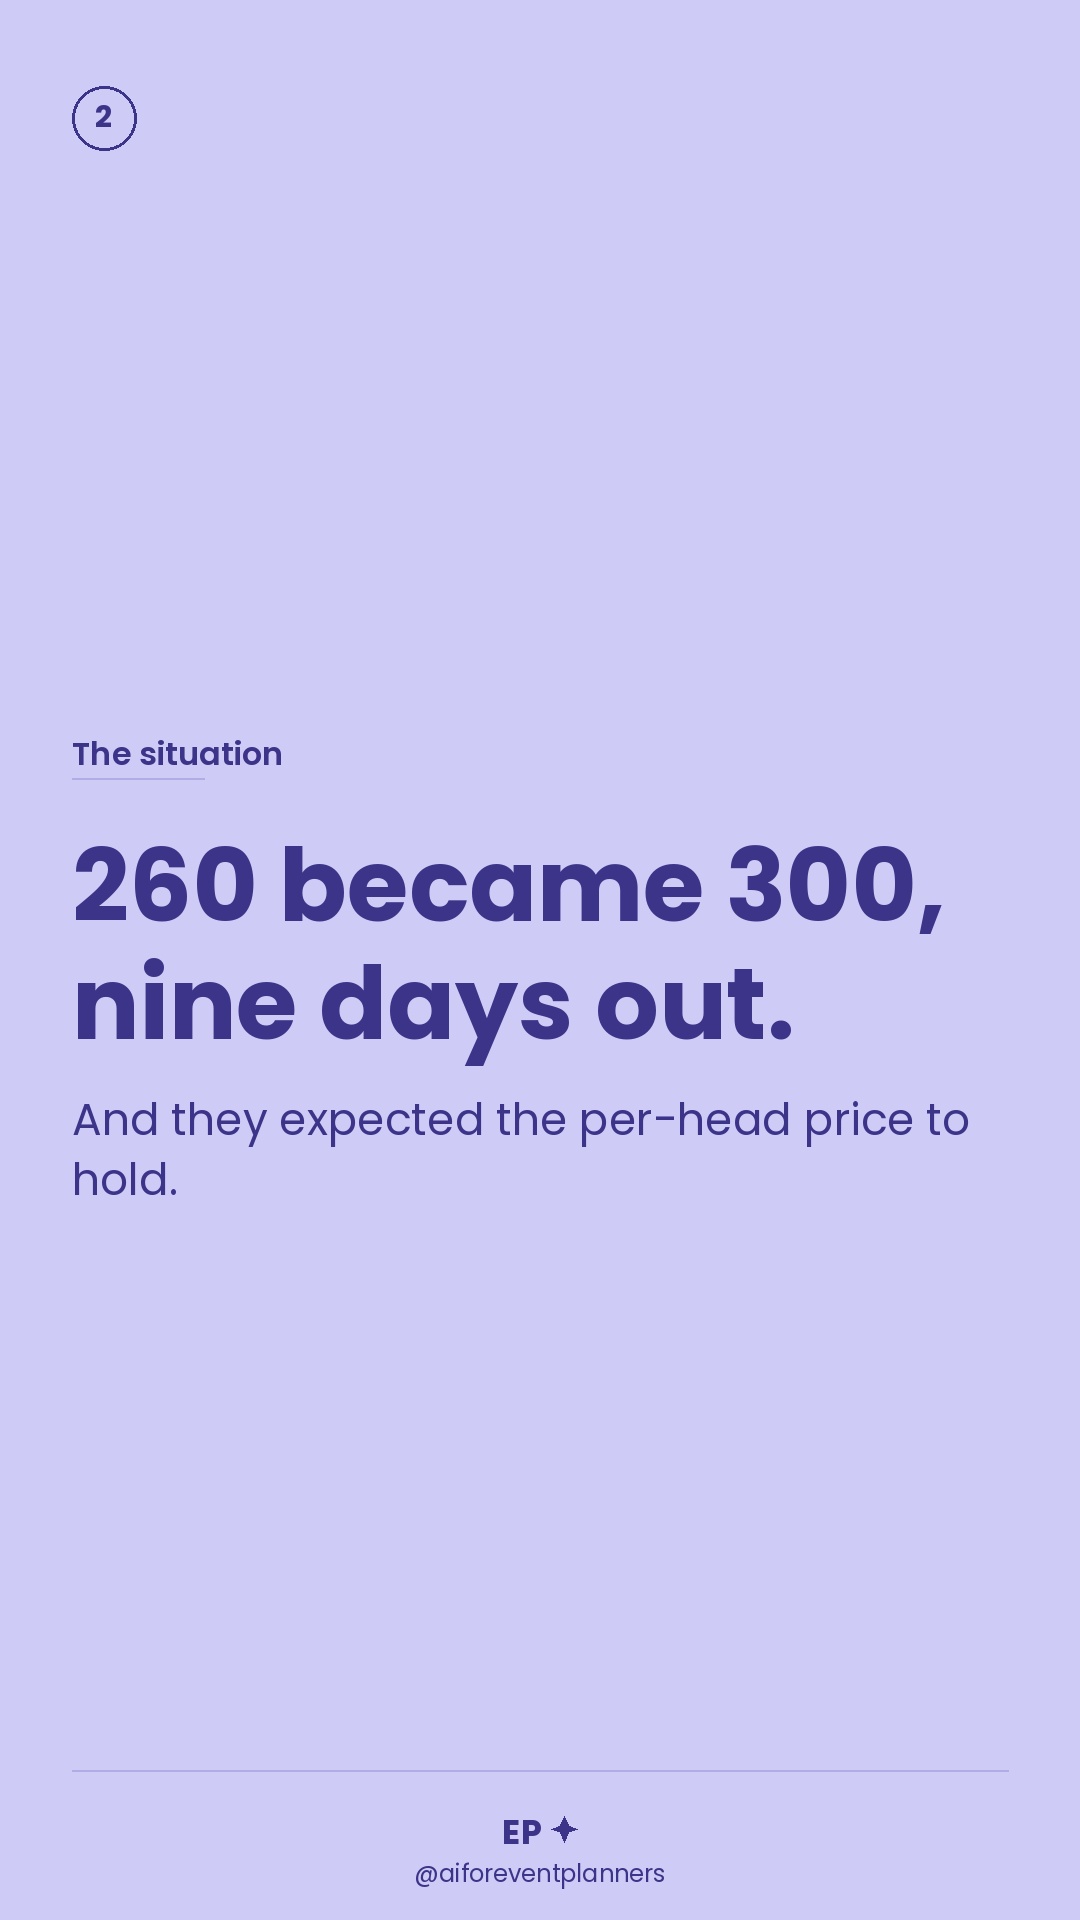 2
The situation
260 became 300,
nine days out.
And they expected the per-head price to
hold.
EP
@aiforeventplanners